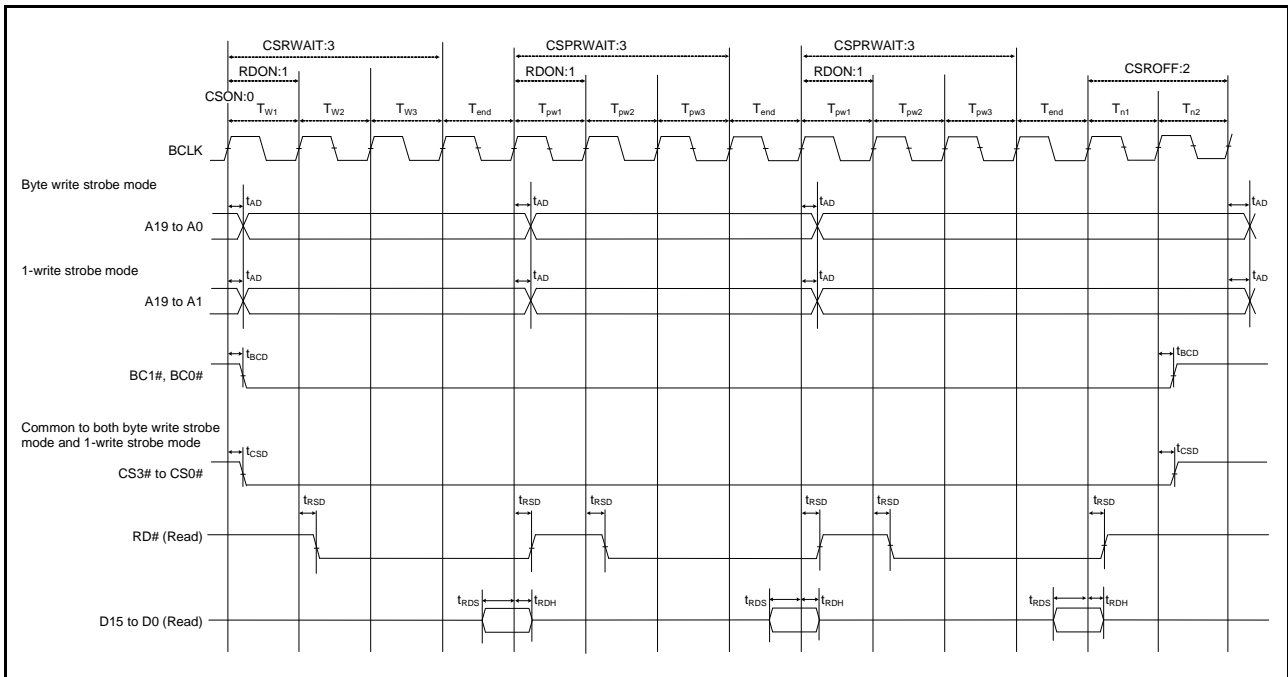 CSRWAIT:3 CSPRWAIT:3 CSPRWAIT:3
RDON:1 RDON:1 RDON:1 CSROFF:2
CSON:0
TW1 TW2 TW3 Tend Tpw1 Tpw2 Tpw3 Tend Tpw1 Tpw2 Tpw3 Tend Tn1 Tn2
BCLK
Byte write strobe mode
tAD tAD tAD tAD
A19 to A0
1-write strobe mode
tAD tAD tAD tAD
A19 to A1
tBCD tBCD
BC1#, BC0#
Common to both byte write strobe
mode and 1-write strobe mode
tCSD tCSD
CS3# to CS0#
tRSD tRSD tRSD tRSD tRSD tRSD
RD# (Read)
tRDS tRDH tRDS tRDH tRDS tRDH
D15 to D0 (Read)